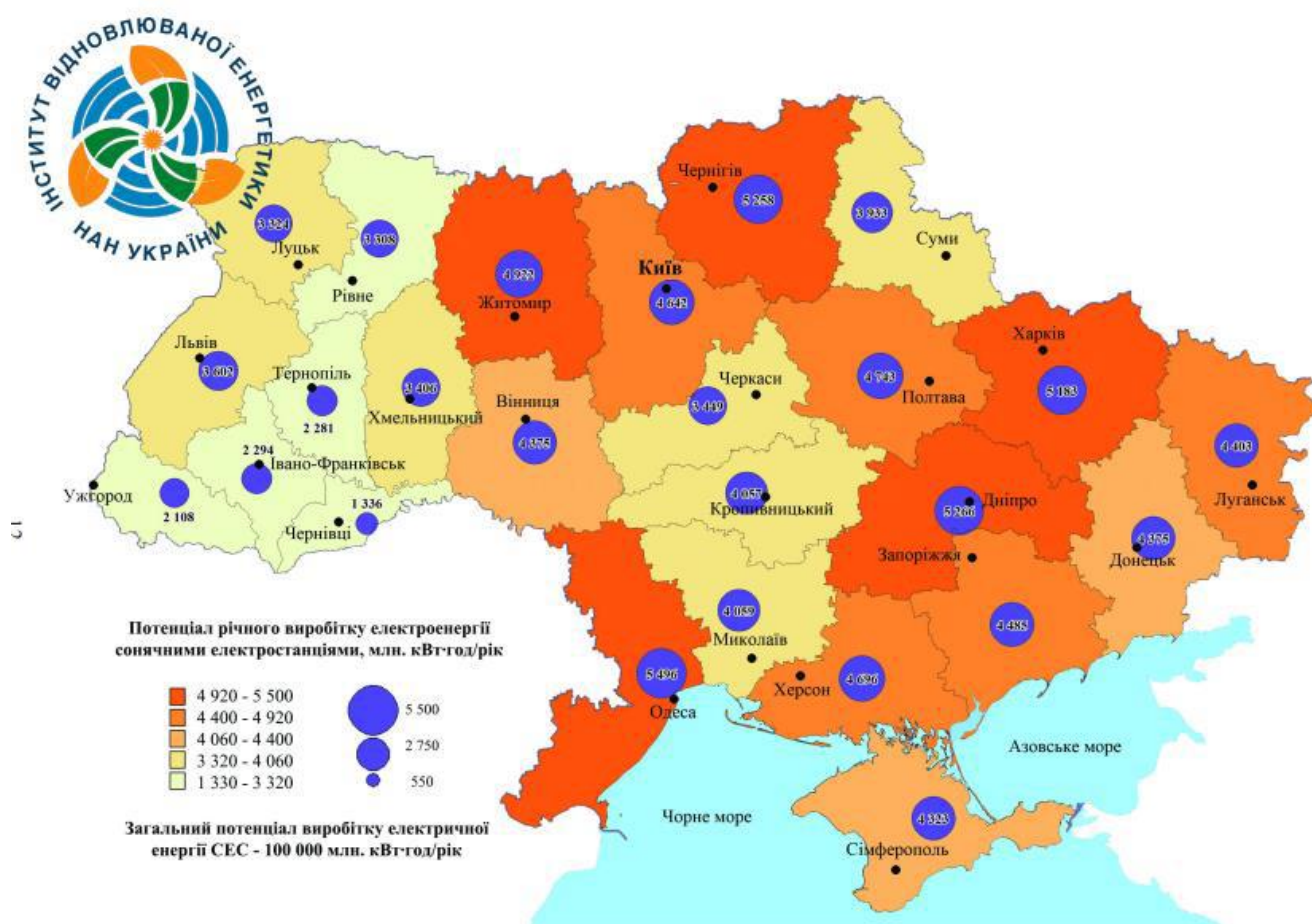 ІНСТИТУТ ВІДНОВЛЮВАНОЇ ЕНЕРГЕТИКИ
НАН УКРАЇНИ
Чернігів
5 258
3 933
Суми
3 324
Луцьк
3 308
Рівне
4 922
Житомир
Київ
4 642
Харків
5 183
Львів
3 602
Тернопіль
2 281
3 406
Хмельницький
Вінниця
4 375
Черкаси
3 449
4 743
Полтава
4 403
Луганськ
2 294
Івано-Франківськ
Ужгород
2 108
1 336
Чернівці
4 057
Кропивницький
Дніпро
5 266
Запоріжжя
4 375
Донецьк
4 059
Миколаїв
4 485
5 496
Одеса
Херсон
4 696
Азовське море
Чорне море
4 323
Сімферополь
Потенціал річного виробітку електроенергії
сонячними електростанціями, млн. кВт·год/рік
4 920 - 5 500
4 400 - 4 920
4 060 - 4 400
3 320 - 4 060
1 330 - 3 320
5 500
2 750
550
Загальний потенціал виробітку електричної
енергії СЕС - 100 000 млн. кВт·год/рік